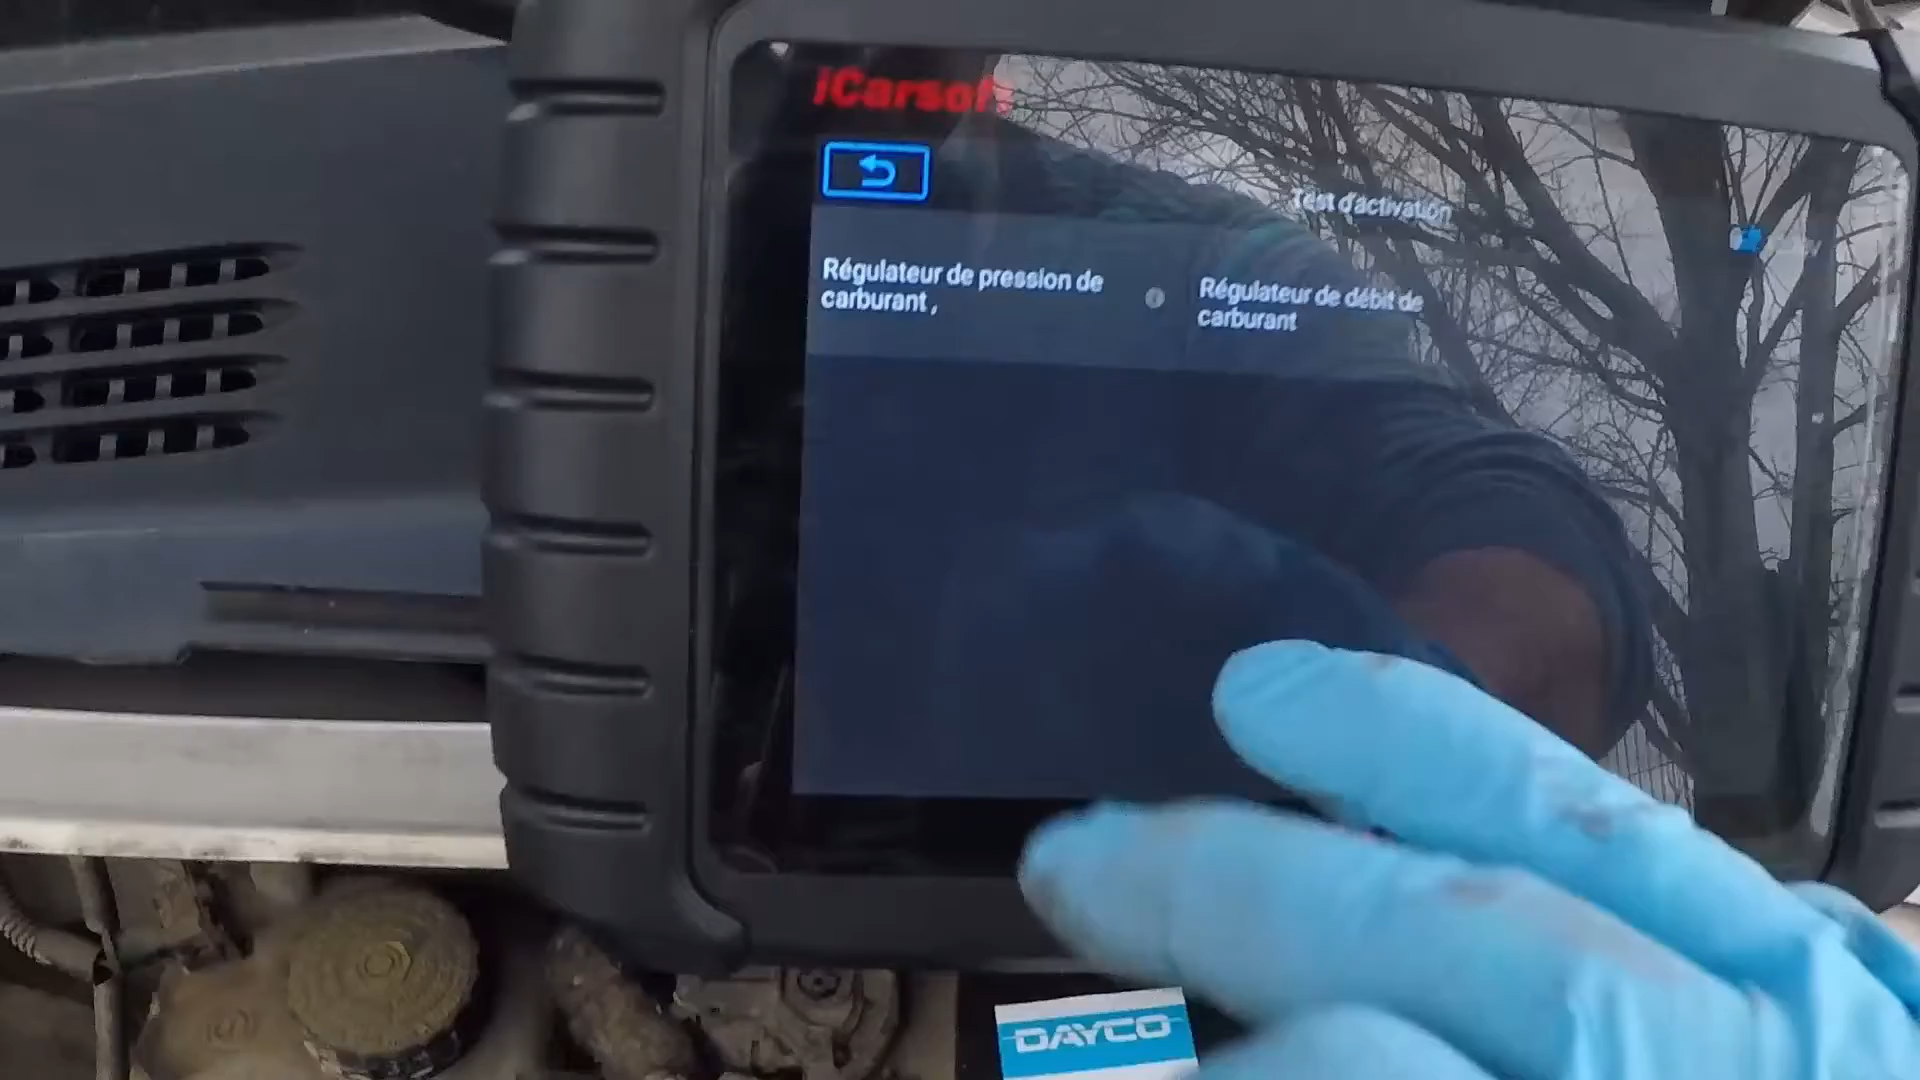 iCarsoft
Test d'activation
Régulateur de pression de
carburant ,
Régulateur de débit de
carburant
DAYCO